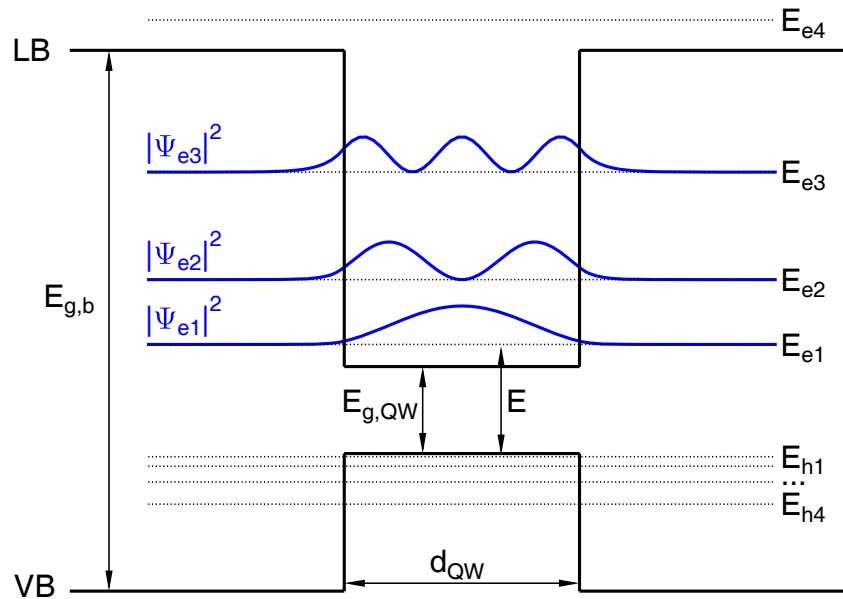 E_e4
LB
|Ψ_e3|^2
E_e3
|Ψ_e2|^2
E_e2
E_g,b
|Ψ_e1|^2
E_e1
E_g,QW
E
E_h1
...
E_h4
d_QW
VB